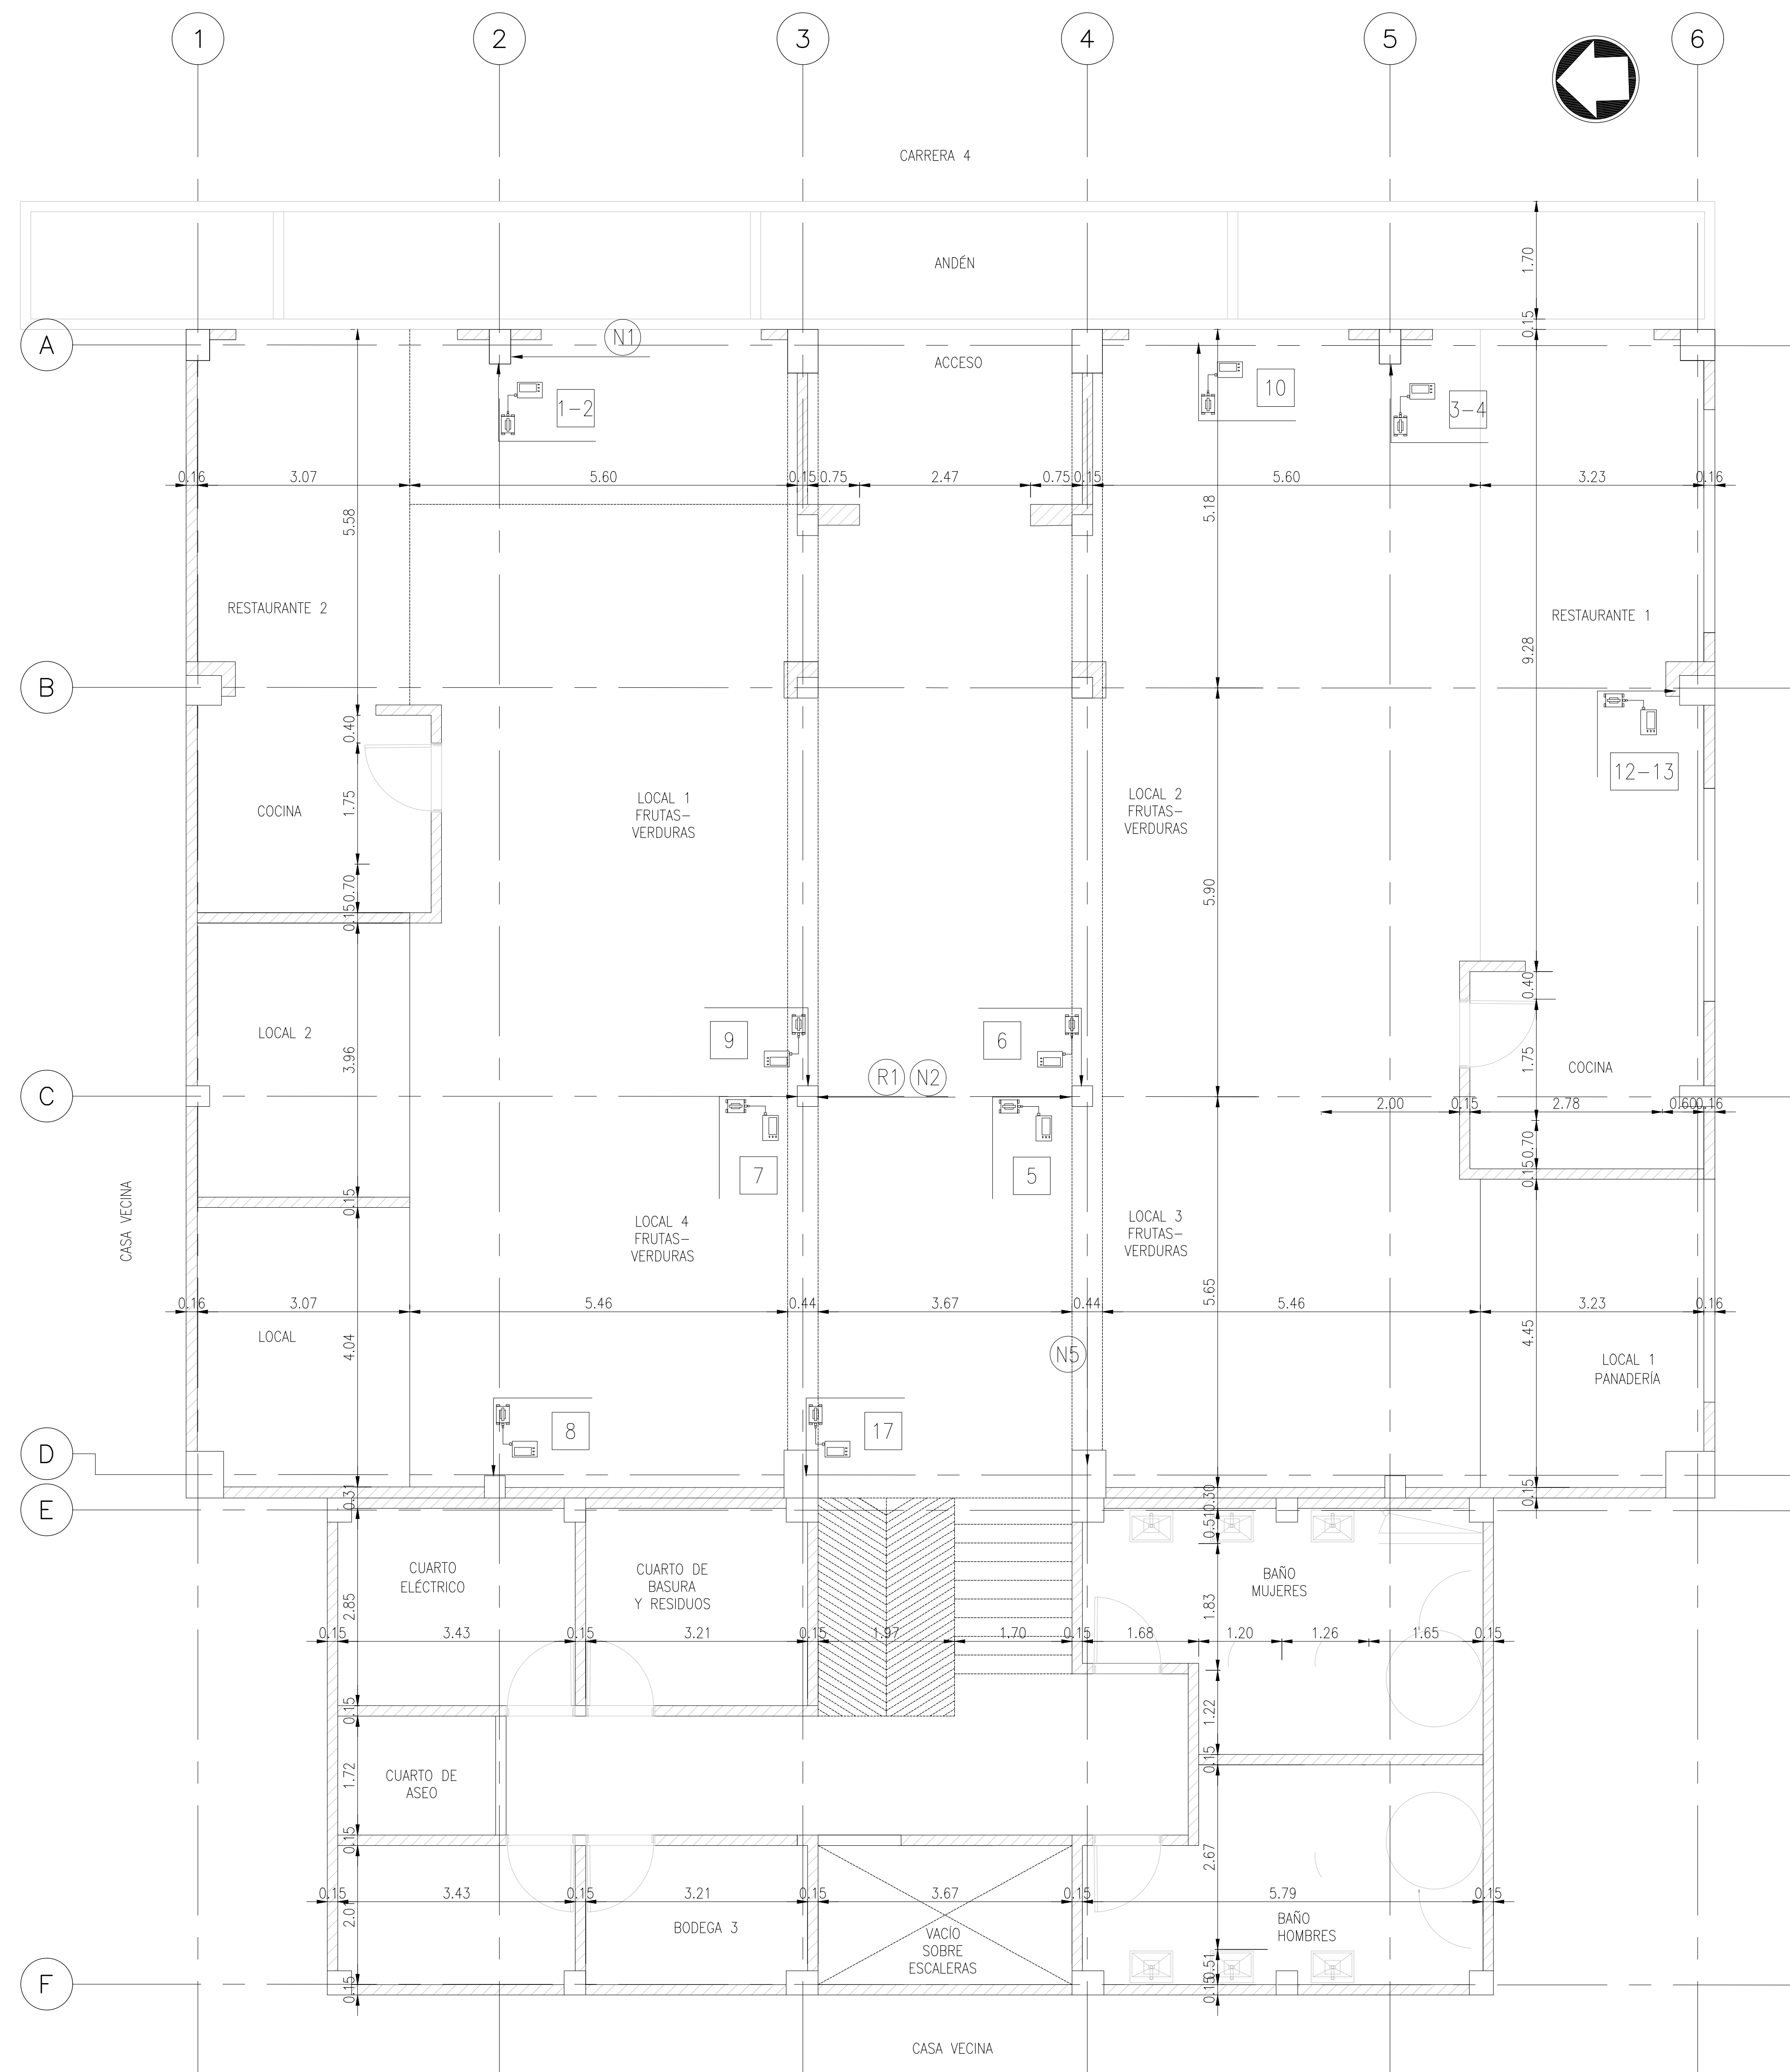 1 2 3 4 5 6
CARRERA 4
1.70
ANDÉN
0.15
A
N1
ACCESO
1-2
10
3-4
0.16 3.07 5.60 0.15 0.75 2.47 0.75 0.15 5.60 3.23 0.16
5.58
5.18
RESTAURANTE 2
RESTAURANTE 1
9.28
B
0.40
12-13
1.75
COCINA
LOCAL 1
FRUTAS-
VERDURAS
LOCAL 2
FRUTAS-
VERDURAS
0.70
5.90
0.15
0.40
LOCAL 2
9
6
3.96
1.75
COCINA
R1 N2
C
2.00 0.15 2.78 0.60 0.16
0.70
0.15
7
5
0.15
CASA VECINA
LOCAL 4
FRUTAS-
VERDURAS
LOCAL 3
FRUTAS-
VERDURAS
5.65
0.16 3.07 5.46 0.44 3.67 0.44 5.46 3.23 0.16
LOCAL
4.04
4.45
N5
LOCAL 1
PANADERÍA
8
17
D
0.31
0.30
0.15
E
0.51
CUARTO
ELÉCTRICO
CUARTO DE
BASURA
Y RESIDUOS
BAÑO
MUJERES
2.85
1.83
0.15 3.43 0.15 3.21 0.15 1.97 1.70 0.15 1.68 1.20 1.26 1.65 0.15
0.15
1.22
0.15
CUARTO DE
ASEO
1.72
0.15
2.67
0.15 3.43 0.15 3.21 0.15 3.67 0.15 5.79 0.15
2.01
BODEGA 3
VACÍO
SOBRE
ESCALERAS
BAÑO
HOMBRES
0.51
F
0.15
0.15
CASA VECINA